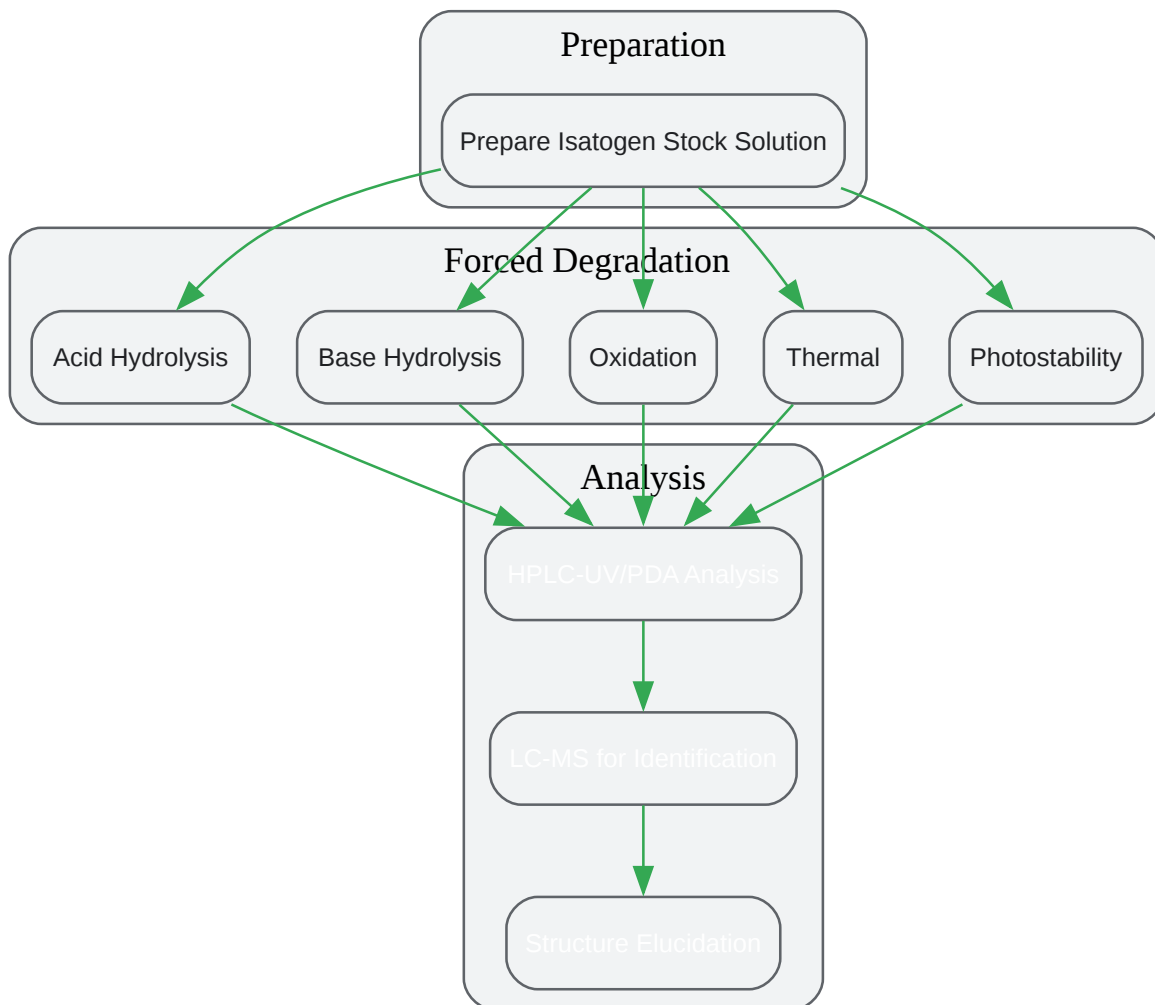 Preparation
Prepare Isatogen Stock Solution
Forced Degradation
Acid Hydrolysis
Base Hydrolysis
Oxidation
Thermal
Photostability
Analysis
HPLC-UV/PDA Analysis
LC-MS for Identification
Structure Elucidation